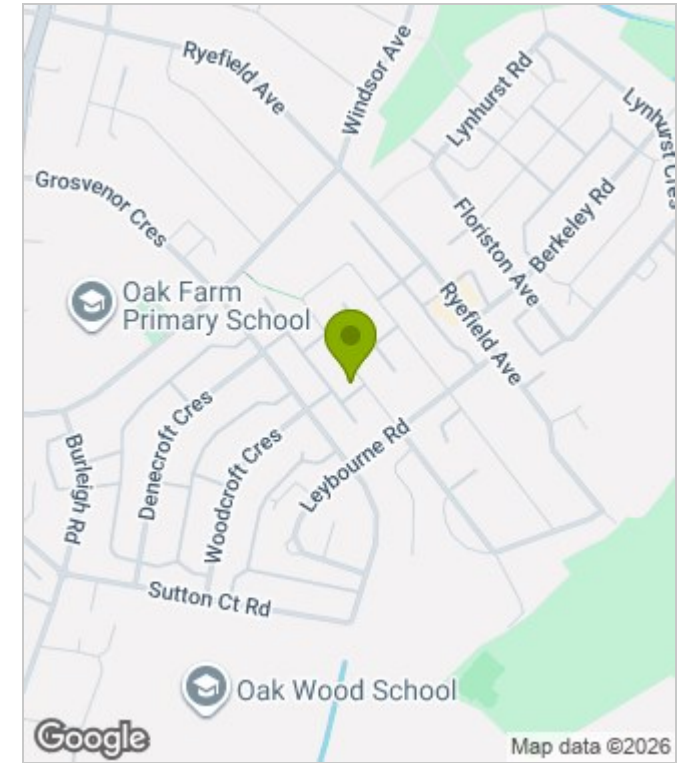 Ryefield Ave
Windsor Ave
Lynhurst Rd
Lynhurst Cres
Grosvenor Cres
Floriston Ave
Berkeley Rd
Oak Farm
Primary School
Ryefield Ave
Denecroft Cres
Woodcroft Cres
Leybourne Rd
Burleigh Rd
Sutton Ct Rd
Oak Wood School
Google
Map data ©2026